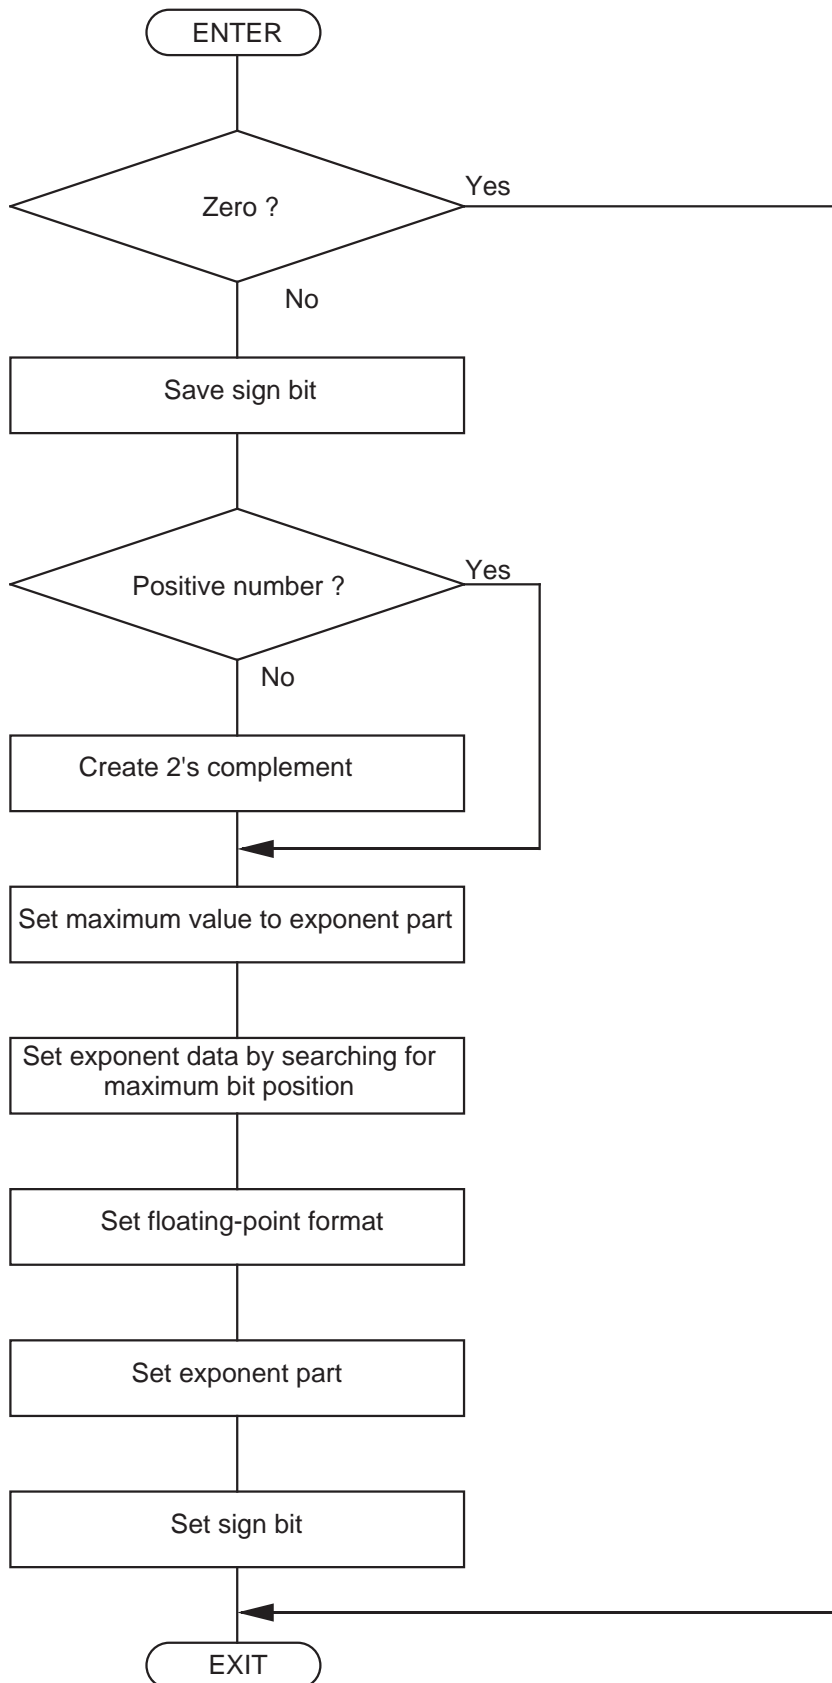 ENTER
Zero ?
Yes
No
Save sign bit
Positive number ?
Yes
No
Create 2's complement
Set maximum value to exponent part
Set exponent data by searching for
maximum bit position
Set floating-point format
Set exponent part
Set sign bit
EXIT